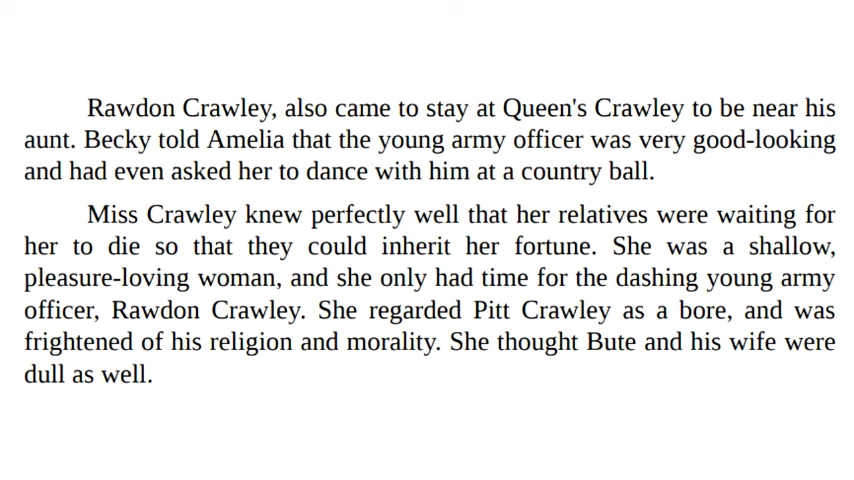 Rawdon Crawley, also came to stay at Queen's Crawley to be near his
aunt. Becky told Amelia that the young army officer was very good-looking
and had even asked her to dance with him at a country ball.
Miss Crawley knew perfectly well that her relatives were waiting for
her to die so that they could inherit her fortune. She was a shallow,
pleasure-loving woman, and she only had time for the dashing young army
officer, Rawdon Crawley. She regarded Pitt Crawley as a bore, and was
frightened of his religion and morality. She thought Bute and his wife were
dull as well.